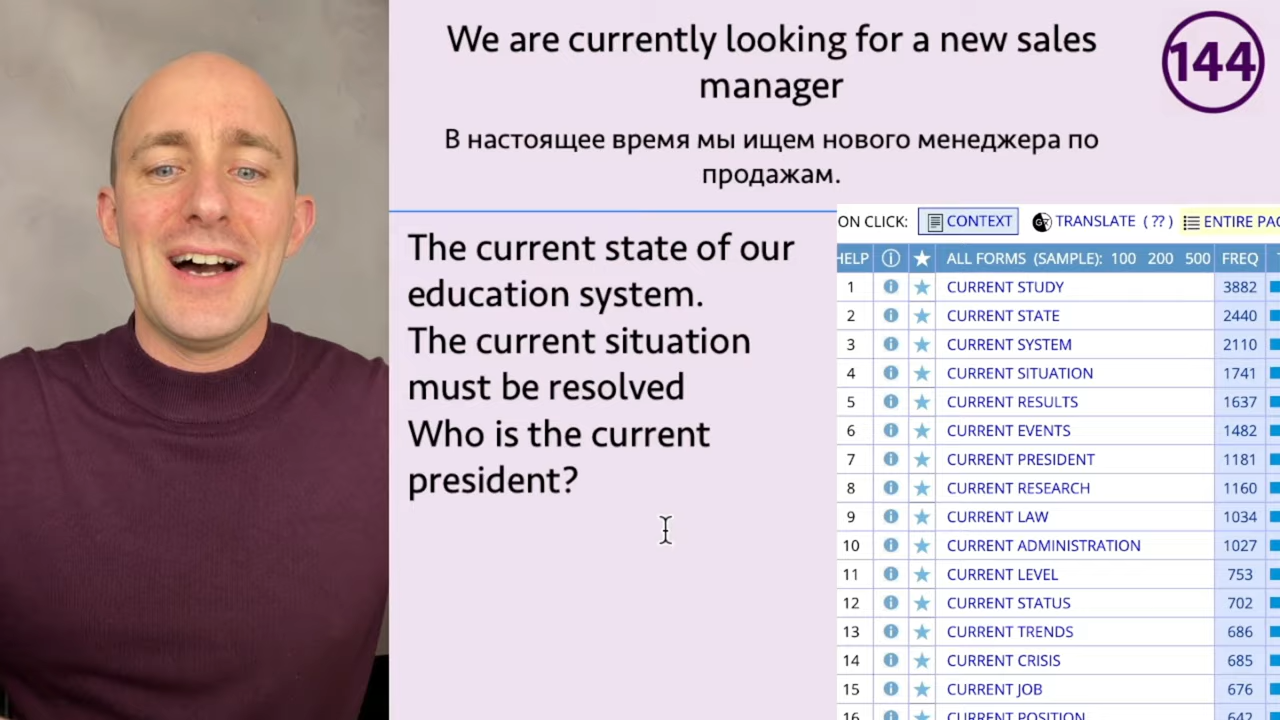 We are currently looking for a new sales
manager
144
В настоящее время мы ищем нового менеджера по
продажам.
The current state of our
education system.
The current situation
must be resolved
Who is the current
president?
ON CLICK: CONTEXT TRANSLATE (??) ENTIRE PAG
HELP ALL FORMS (SAMPLE): 100 200 500 FREQ
1 CURRENT STUDY 3882
2 CURRENT STATE 2440
3 CURRENT SYSTEM 2110
4 CURRENT SITUATION 1741
5 CURRENT RESULTS 1637
6 CURRENT EVENTS 1482
7 CURRENT PRESIDENT 1181
8 CURRENT RESEARCH 1160
9 CURRENT LAW 1034
10 CURRENT ADMINISTRATION 1027
11 CURRENT LEVEL 753
12 CURRENT STATUS 702
13 CURRENT TRENDS 686
14 CURRENT CRISIS 685
15 CURRENT JOB 676
16 CURRENT POSITION 642